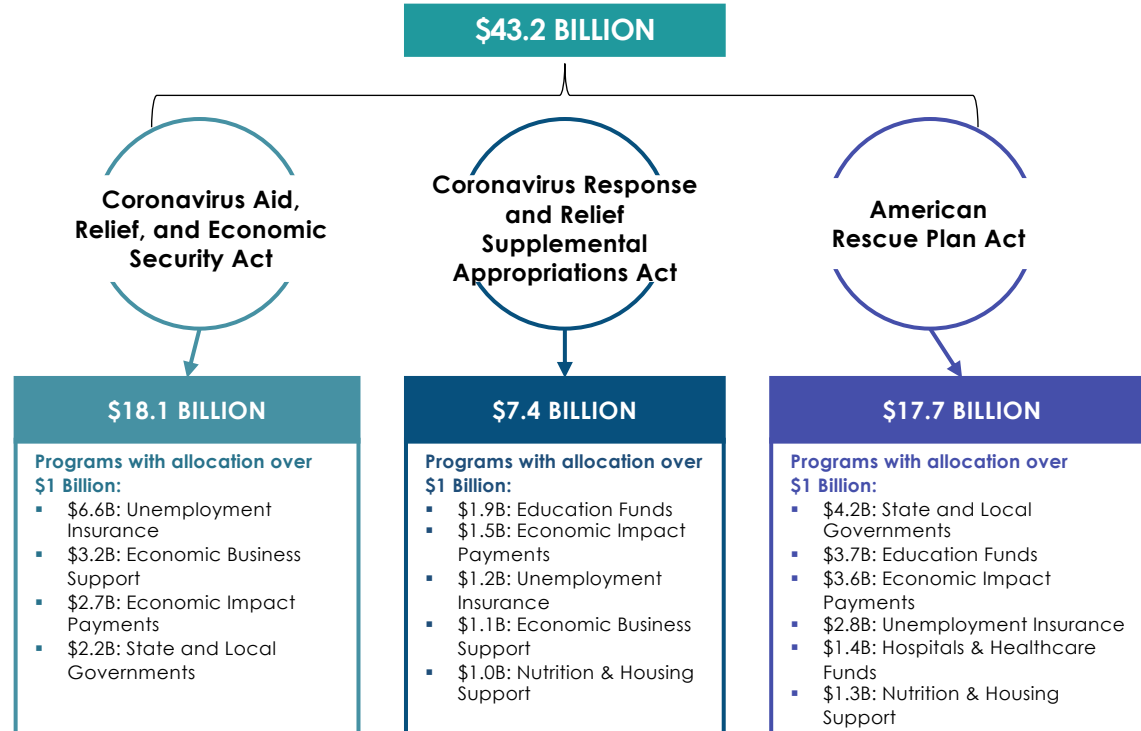 $43.2 BILLION
Coronavirus Aid,
Relief, and Economic
Security Act
Coronavirus Response
and Relief
Supplemental
Appropriations Act
American
Rescue Plan Act
$18.1 BILLION
Programs with allocation over
$1 Billion:
▪ $6.6B: Unemployment
Insurance
▪ $3.2B: Economic Business
Support
▪ $2.7B: Economic Impact
Payments
▪ $2.2B: State and Local
Governments
$7.4 BILLION
Programs with allocation over
$1 Billion:
▪ $1.9B: Education Funds
▪ $1.5B: Economic Impact
Payments
▪ $1.2B: Unemployment
Insurance
▪ $1.1B: Economic Business
Support
▪ $1.0B: Nutrition & Housing
Support
$17.7 BILLION
Programs with allocation over
$1 Billion:
▪ $4.2B: State and Local
Governments
▪ $3.7B: Education Funds
▪ $3.6B: Economic Impact
Payments
▪ $2.8B: Unemployment Insurance
▪ $1.4B: Hospitals & Healthcare
Funds
▪ $1.3B: Nutrition & Housing
Support